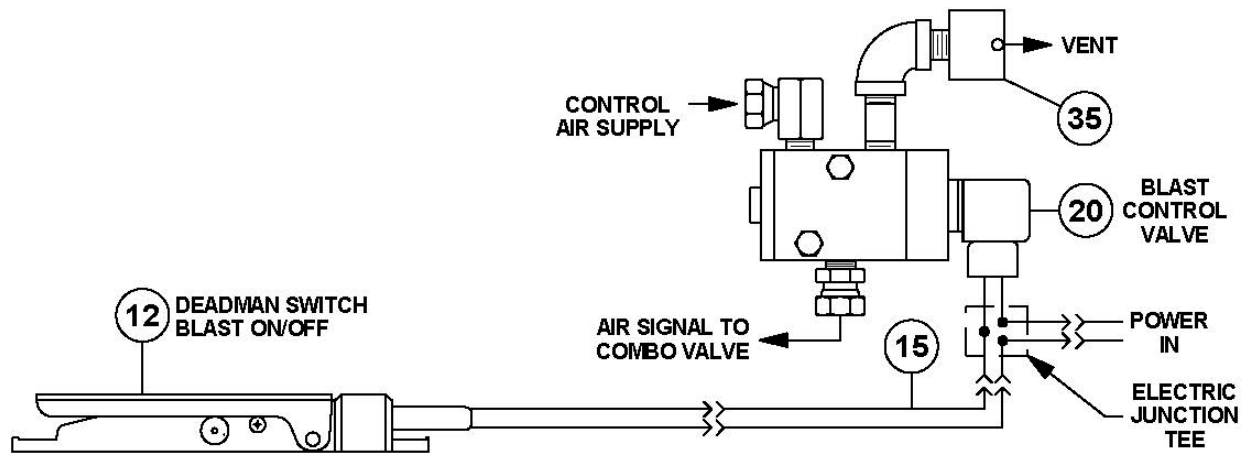 VENT
CONTROL
AIR SUPPLY
35
20
BLAST
CONTROL
VALVE
12
DEADMAN SWITCH
BLAST ON/OFF
AIR SIGNAL TO
COMBO VALVE
15
POWER
IN
ELECTRIC
JUNCTION
TEE